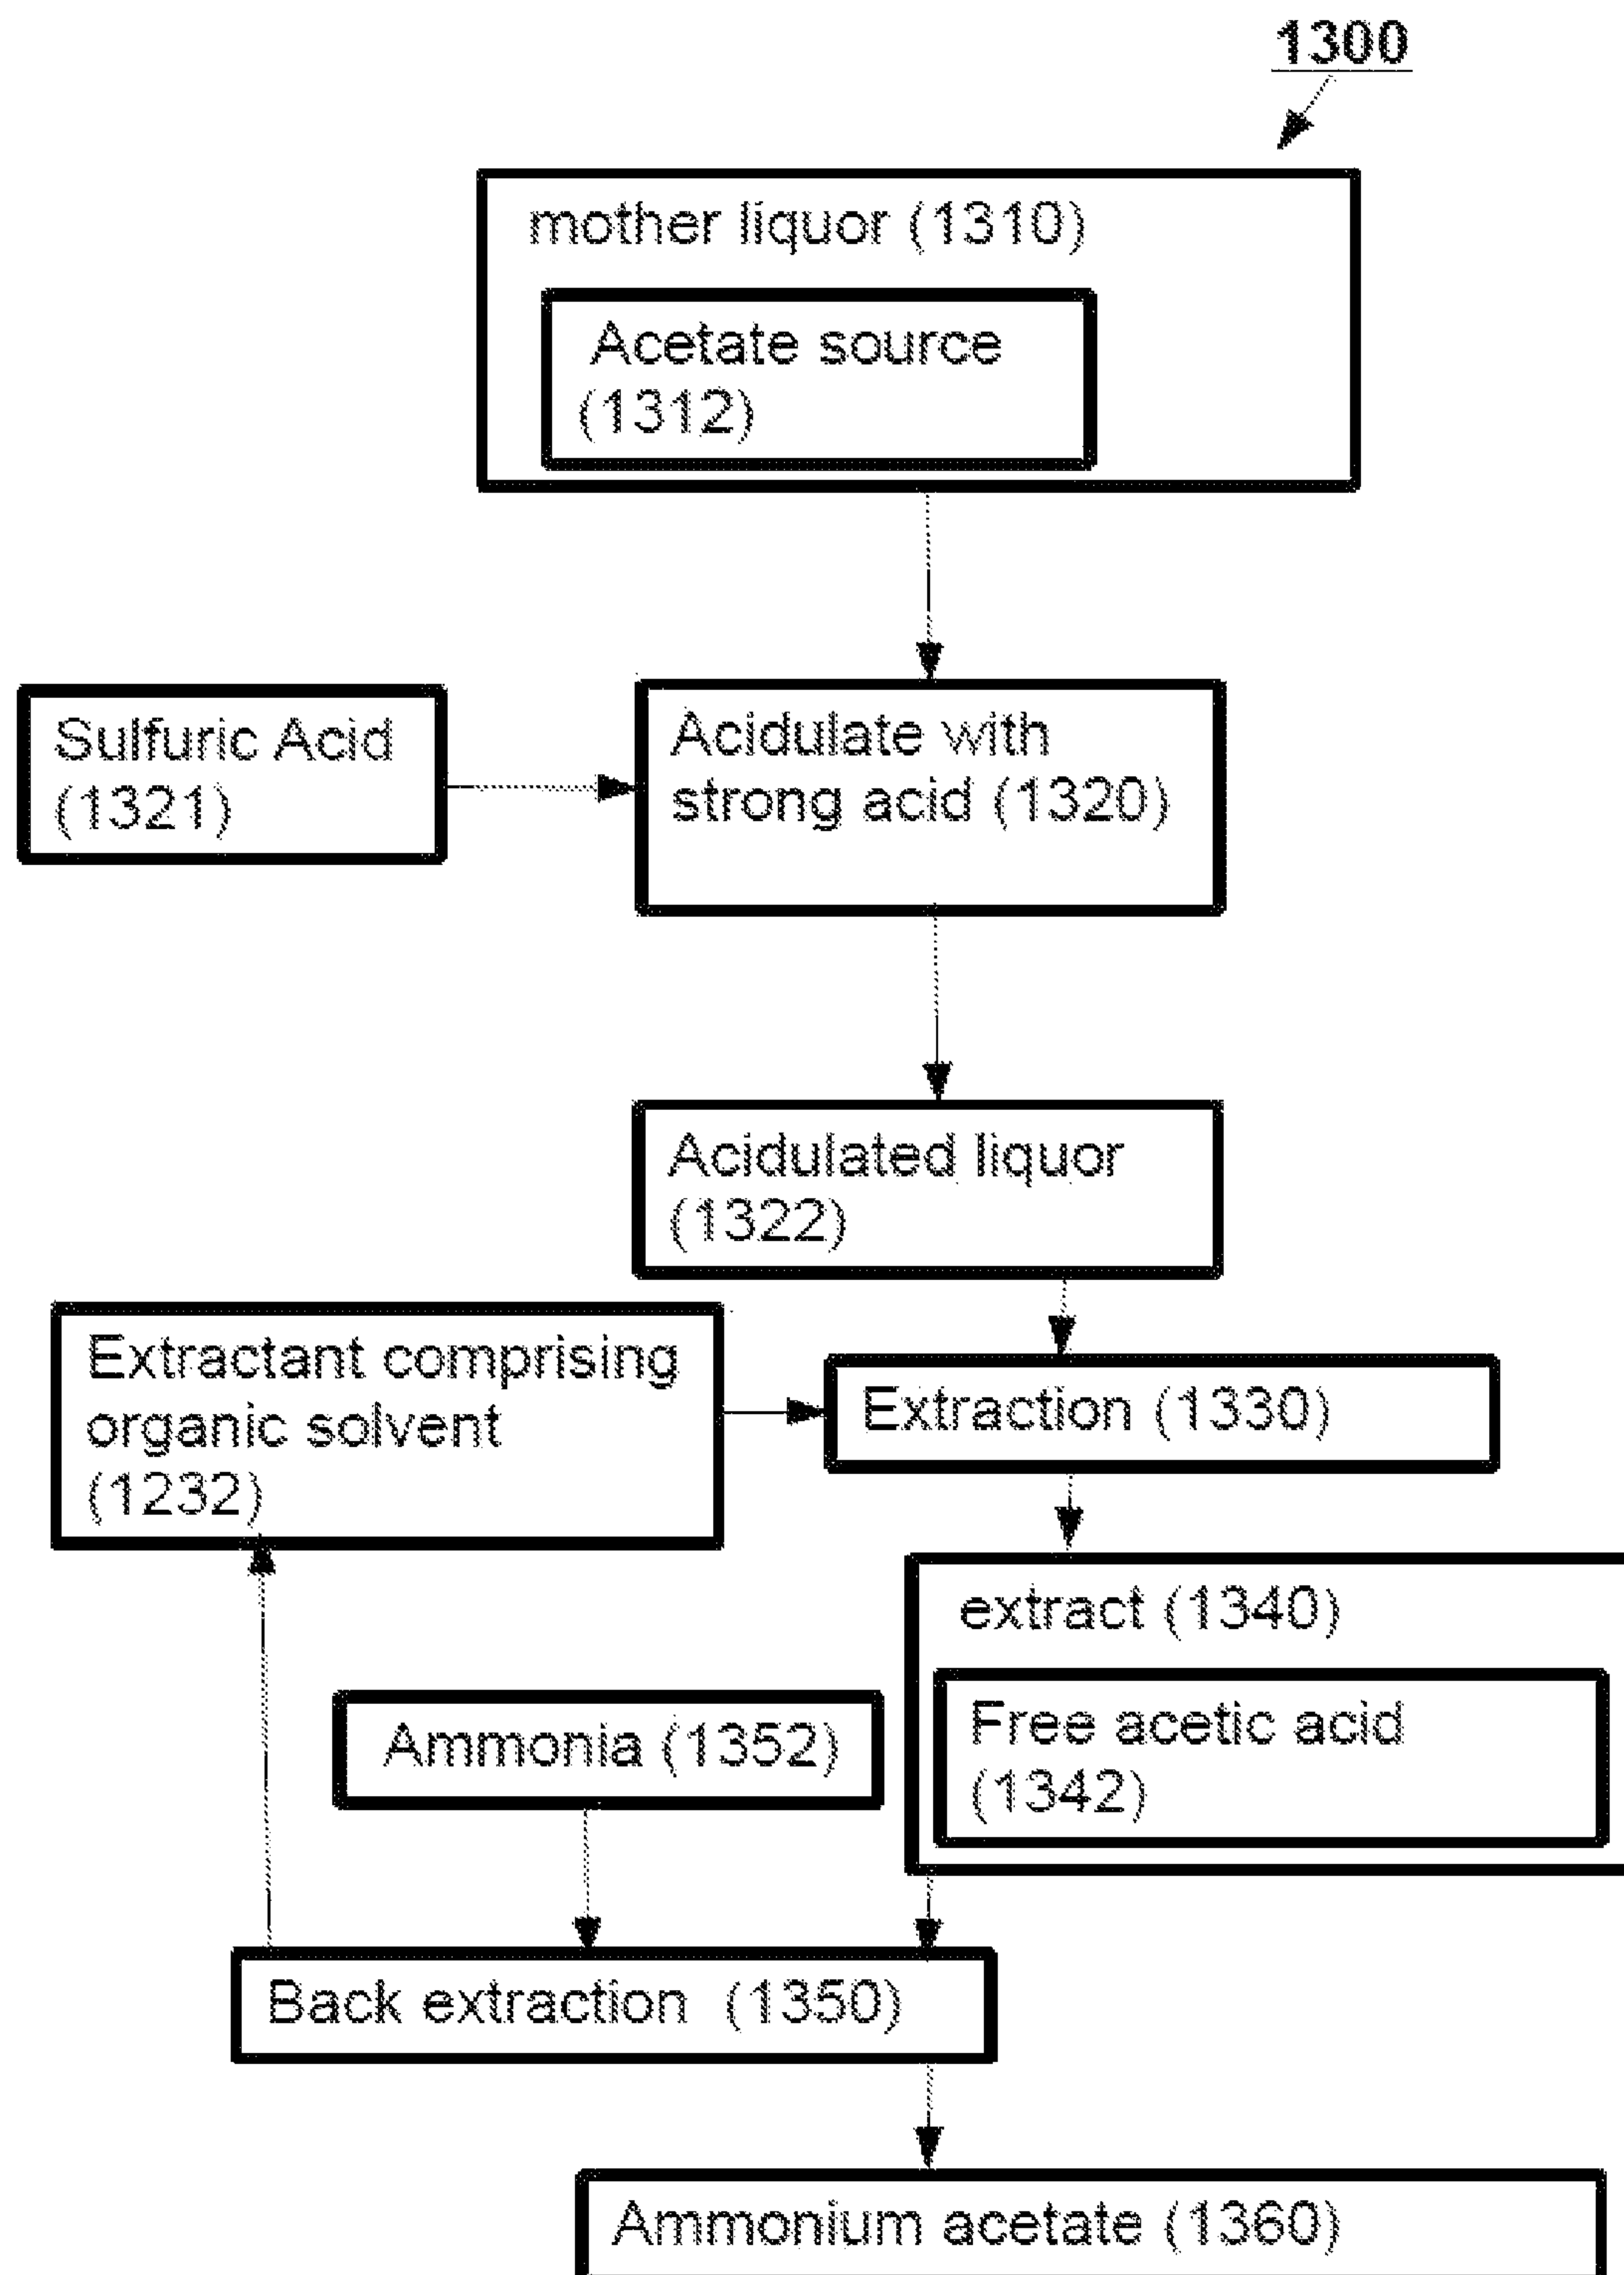 1300
mother liquor (1310)
Acetate source
(1312)
Sulfuric Acid
(1321)
Acidulate with
strong acid (1320)
Acidulated liquor
(1322)
Extractant comprising
organic solvent
(1232)
Extraction (1330)
extract (1340)
Free acetic acid
(1342)
Ammonia (1352)
Back extraction (1350)
Ammonium acetate (1360)